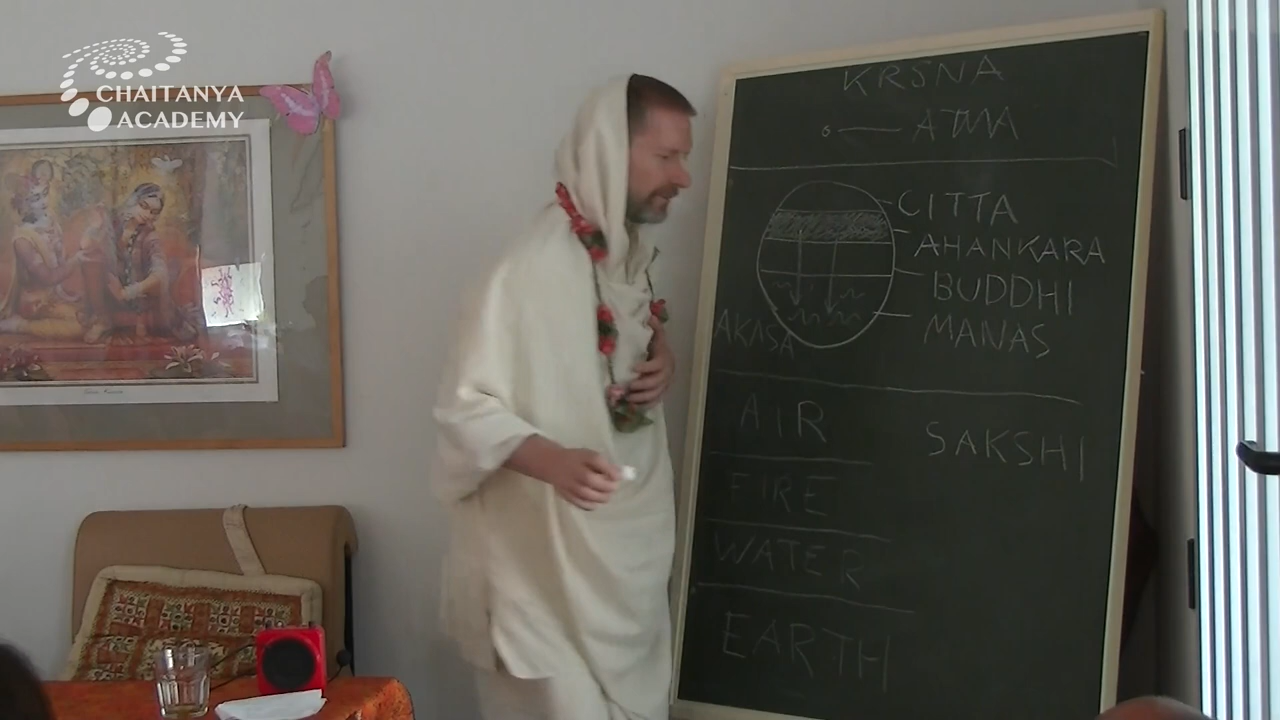 CHAITANYA
ACADEMY
KRSNA
ATMA
CITTA
AHANKARA
BUDDHI
MANAS
AKASA
AIR
SAKSHI
FIRE
WATER
EARTH